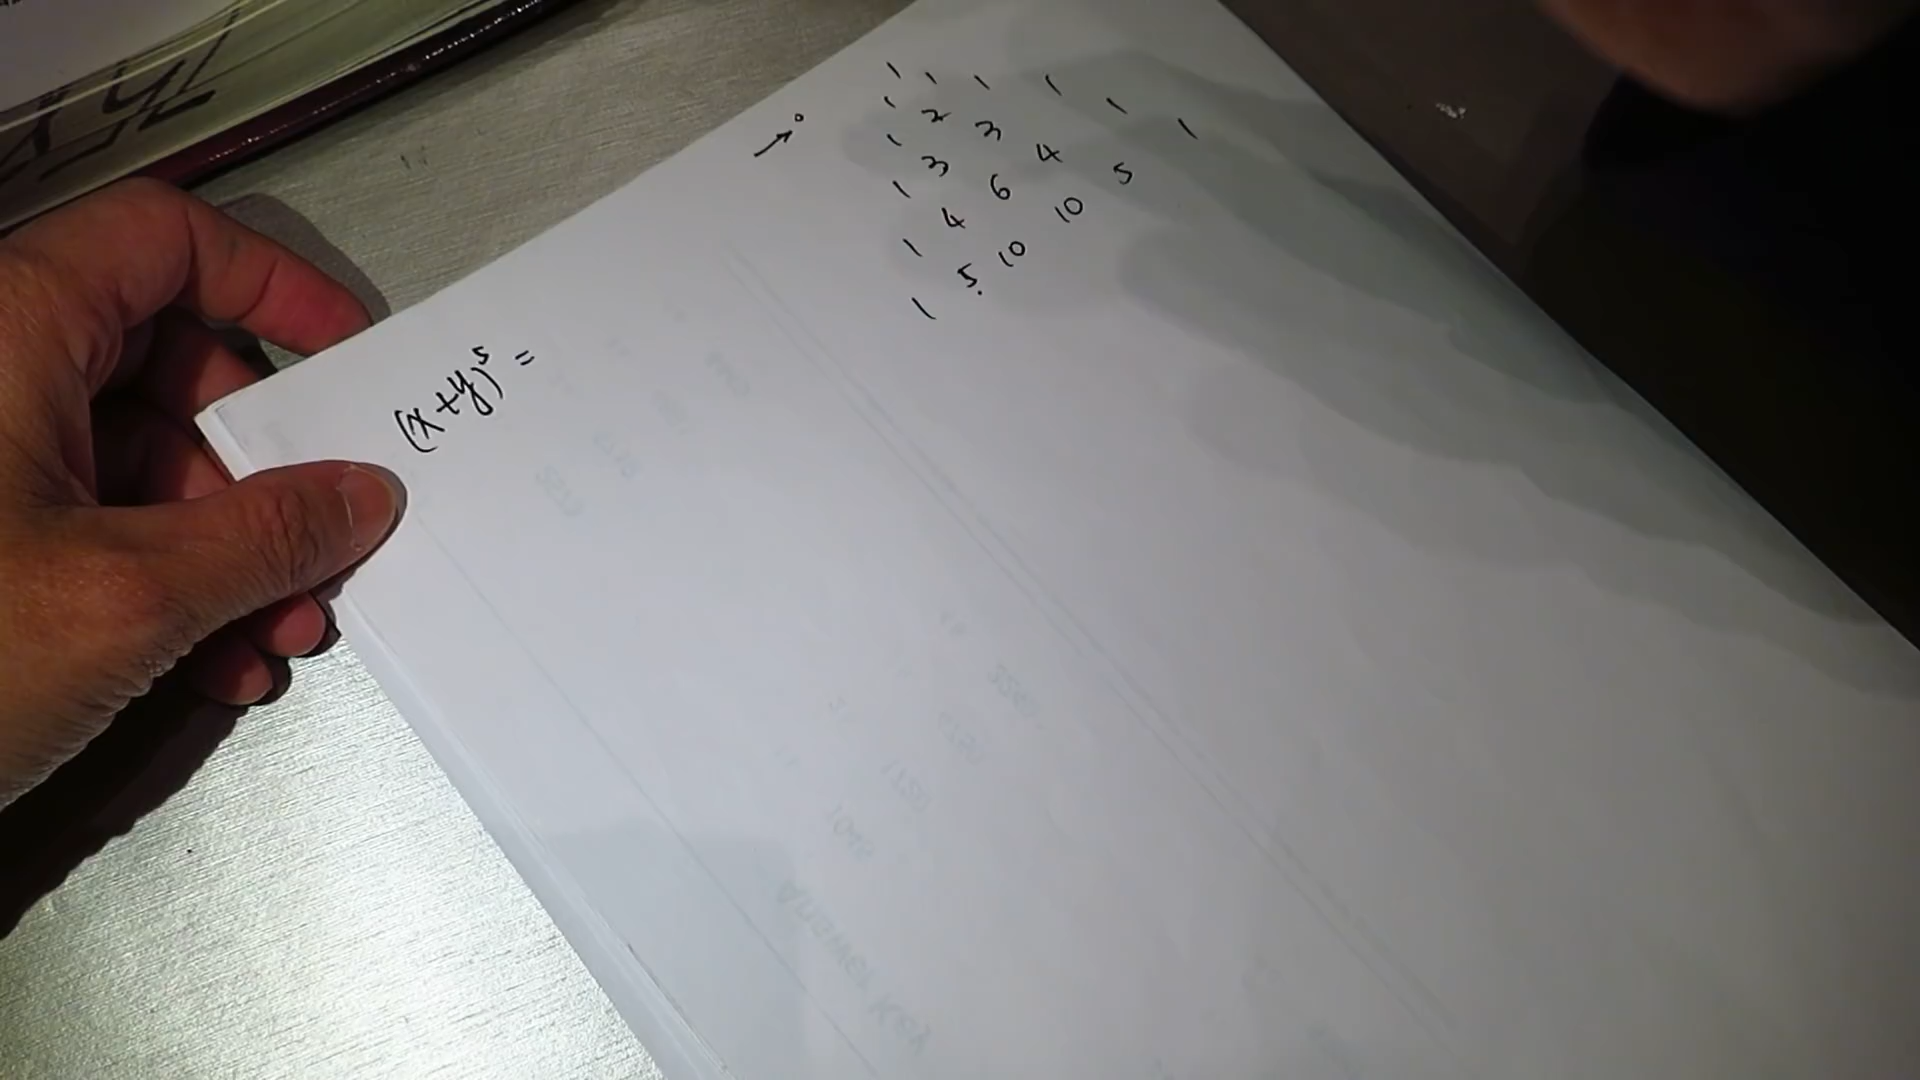 → 0
1
1 1
1 2 1
1 3 3 1
1 4 6 4 1
1 5 10 10 5 1
(x+y)⁵ =